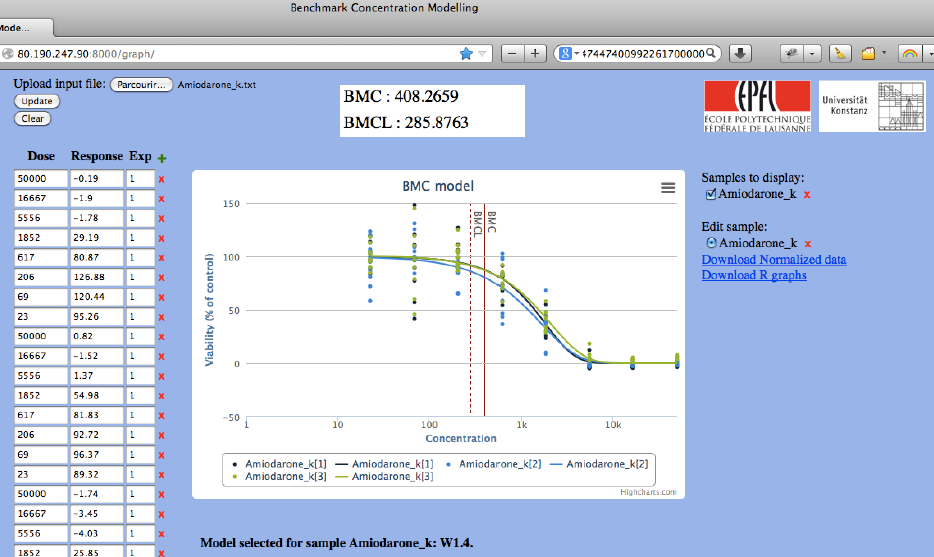 Benchmark Concentration Modelling
Mode...
80.190.247.90:8000/graph/
47447400992261700000
Upload input file: Parcourir... Amiodarone_k.txt
Update
Clear
BMC : 408.2659
BMCL : 285.8763
EPFL
ÉCOLE POLYTECHNIQUE
FÉDÉRALE DE LAUSANNE
Universität
Konstanz
Dose Response Exp
50000 -0.19 1 x
16667 -1.9 1 x
5556 -1.78 1 x
1852 29.19 1 x
617 80.87 1 x
206 126.88 1 x
69 120.44 1 x
23 95.26 1 x
50000 0.82 1 x
16667 -1.52 1 x
5556 1.37 1 x
1852 54.98 1 x
617 81.83 1 x
206 92.72 1 x
69 96.37 1 x
23 89.32 1 x
50000 -1.74 1 x
16667 -3.45 1 x
5556 -4.03 1 x
1852 25.85 1 x
BMC model
150
100
50
0
-50
Viability (% of control)
BMCL
BMC
1 10 100 1k 10k
Concentration
Amiodarone_k[1] Amiodarone_k[1] Amiodarone_k[2] Amiodarone_k[2]
Amiodarone_k[3] Amiodarone_k[3]
Highcharts.com
Samples to display:
Amiodarone_k x
Edit sample:
Amiodarone_k x
Download Normalized data
Download R graphs
Model selected for sample Amiodarone_k: W1.4.